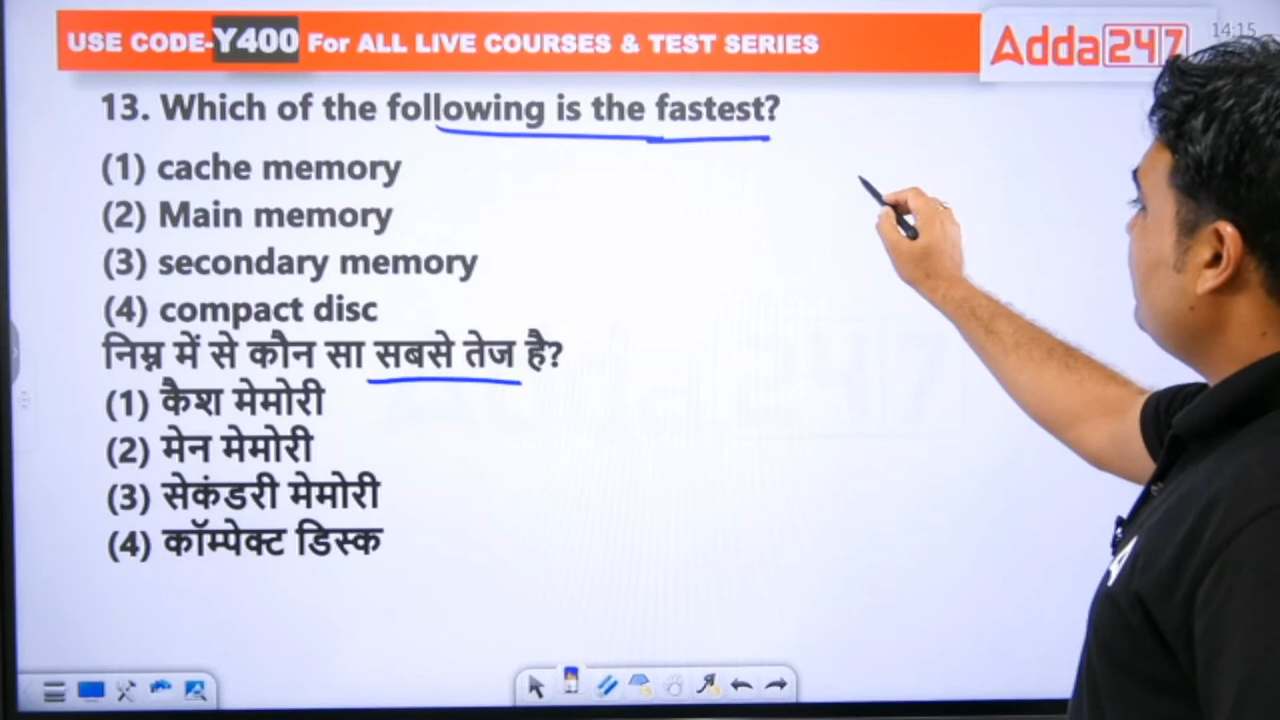 USE CODE-Y400 For ALL LIVE COURSES & TEST SERIES
Adda247
14:15
13. Which of the following is the fastest?
(1) cache memory
(2) Main memory
(3) secondary memory
(4) compact disc
निम्न में से कौन सा सबसे तेज है?
(1) कैश मेमोरी
(2) मेन मेमोरी
(3) सेकंडरी मेमोरी
(4) कॉम्पेक्ट डिस्क